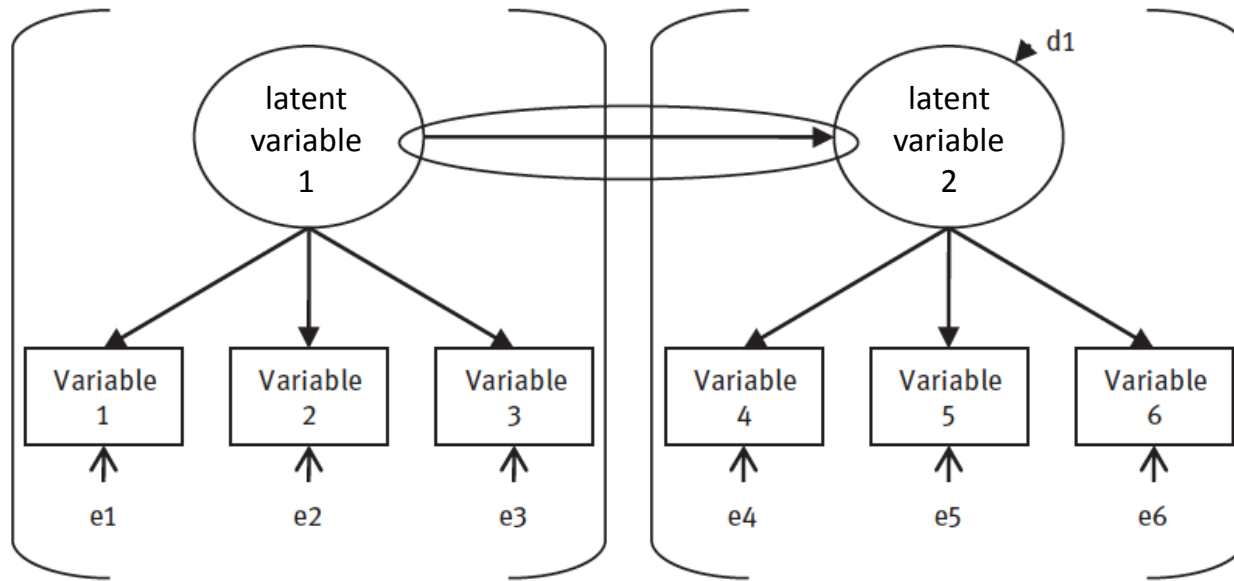 d1
latent
variable
1
latent
variable
2
Variable
1
Variable
2
Variable
3
Variable
4
Variable
5
Variable
6
e1
e2
e3
e4
e5
e6